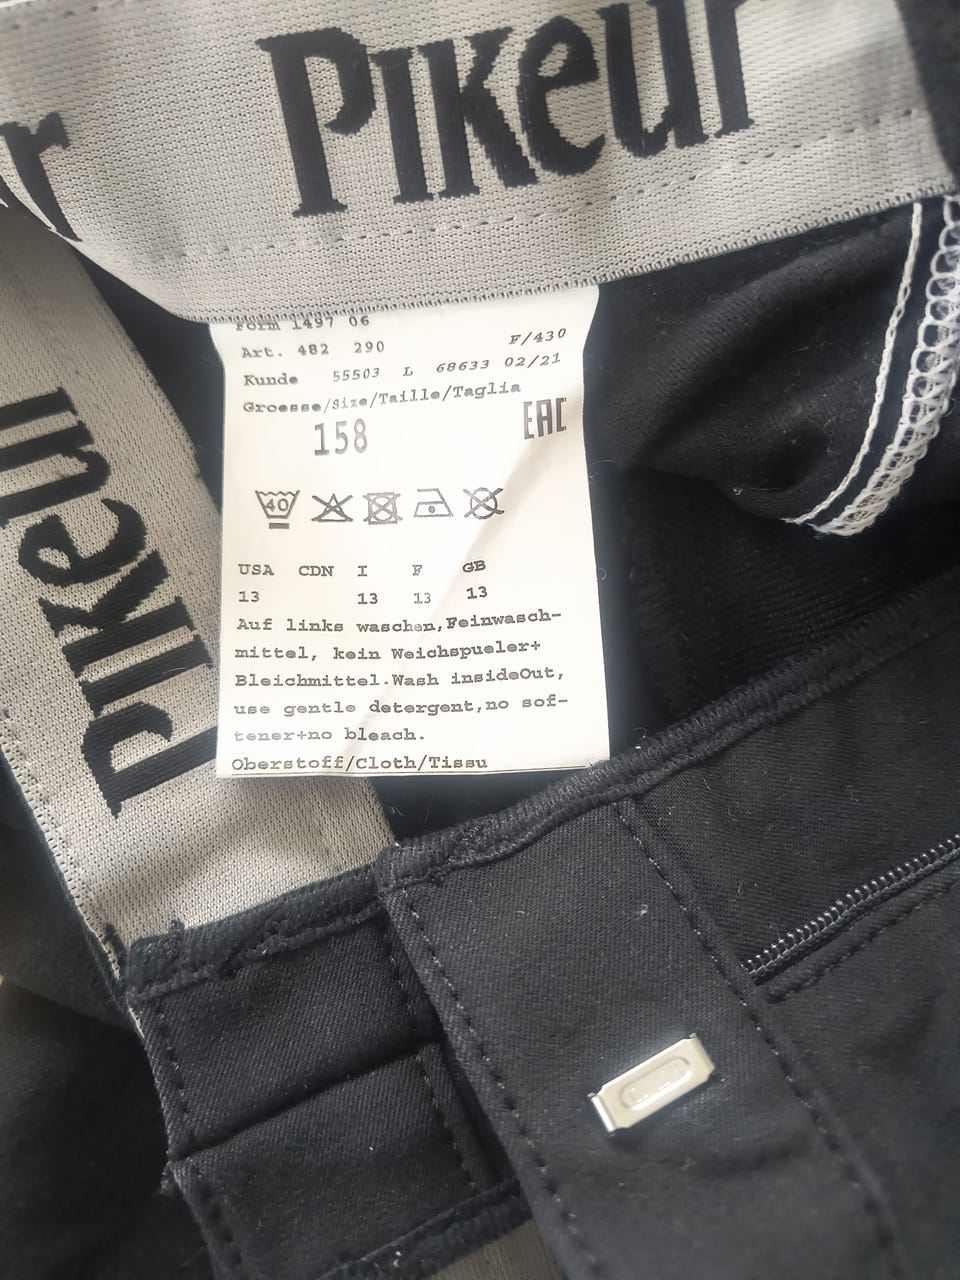 Pikeur
Pikeur
Form 1497 06
Art. 482 290 F/430
Kunde 55503 L 68633 02/21
Groesse/Size/Taille/Taglia
158 EAC
40
USA CDN I F GB
13 13 13 13
Auf links waschen,Feinwasch-
mittel, kein Weichspueler+
Bleichmittel.Wash insideOut,
use gentle detergent,no sof-
tener+no bleach.
Oberstoff/Cloth/Tissu